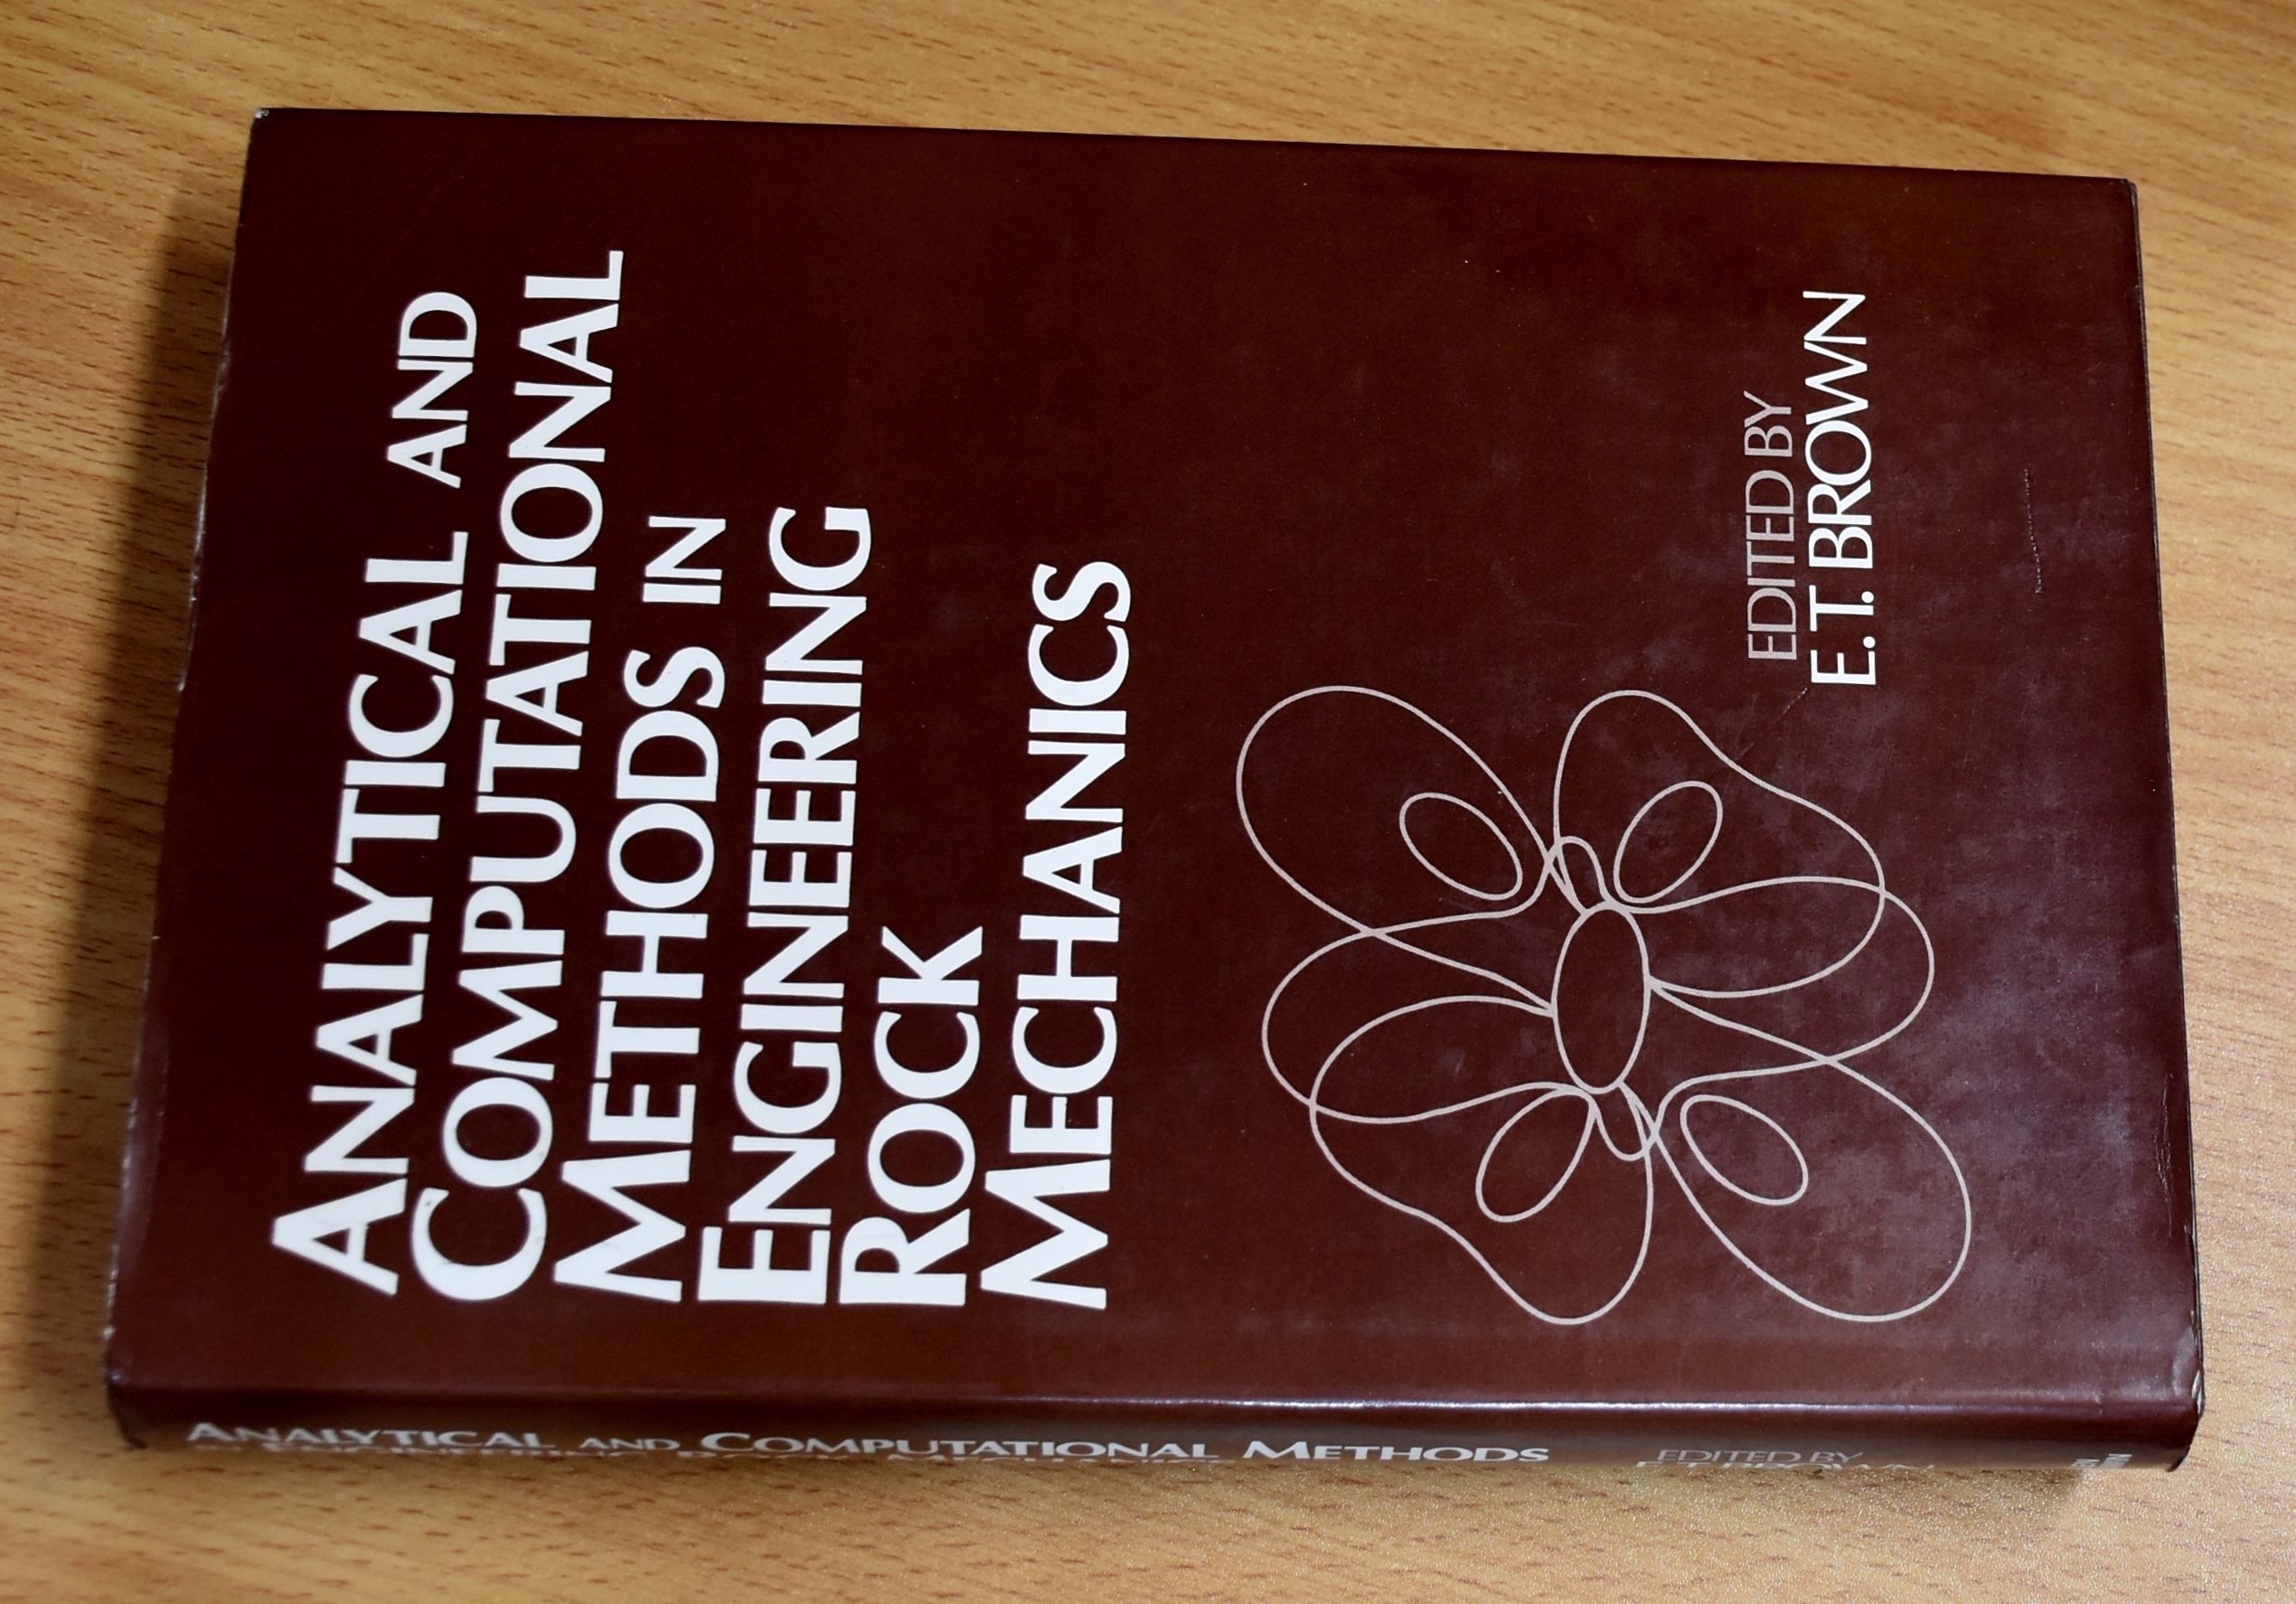 ANALYTICAL AND
COMPUTATIONAL
METHODS IN
ENGINEERING
ROCK
MECHANICS
EDITED BY
E. T. BROWN
ANALYTICAL AND COMPUTATIONAL METHODS
EDITED BY